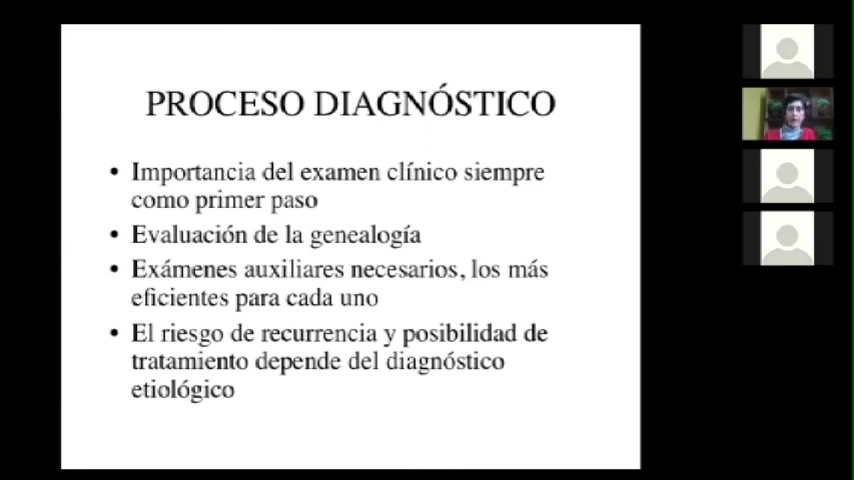 PROCESO DIAGNÓSTICO
• Importancia del examen clínico siempre
como primer paso
• Evaluación de la genealogía
• Exámenes auxiliares necesarios, los más
eficientes para cada uno
• El riesgo de recurrencia y posibilidad de
tratamiento depende del diagnóstico
etiológico